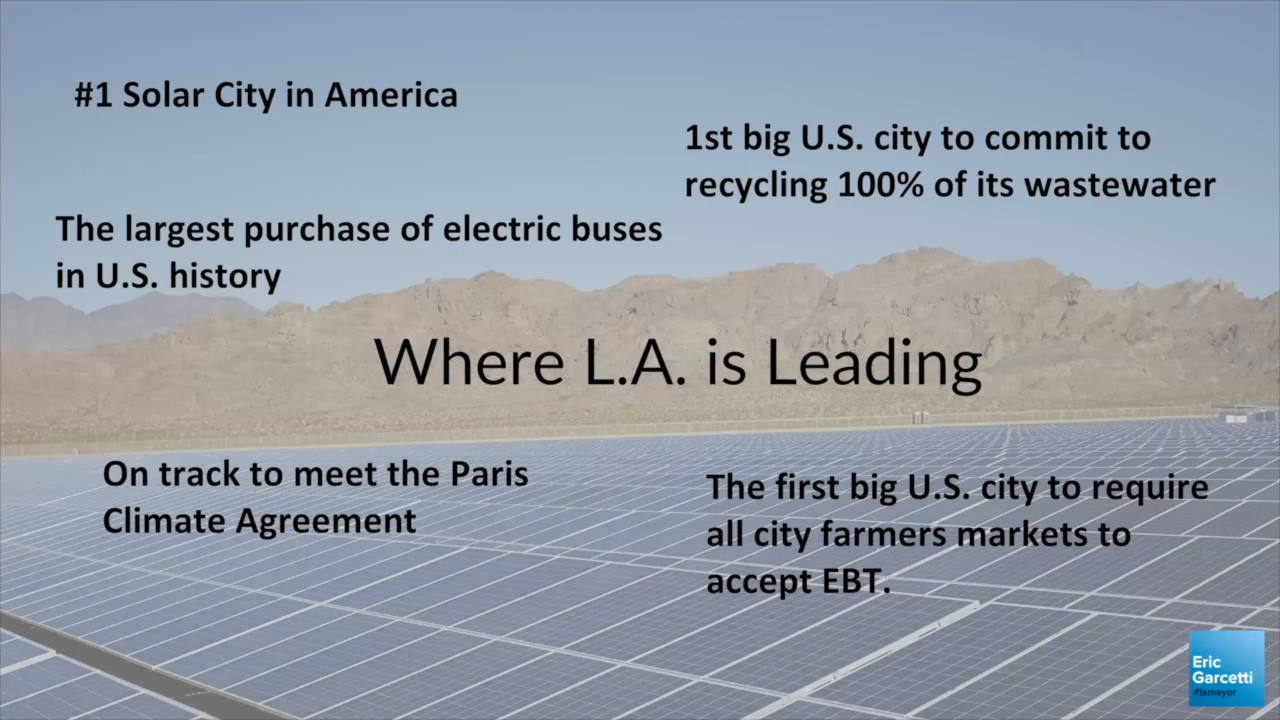 #1 Solar City in America
1st big U.S. city to commit to
recycling 100% of its wastewater
The largest purchase of electric buses
in U.S. history
Where L.A. is Leading
On track to meet the Paris
Climate Agreement
The first big U.S. city to require
all city farmers markets to
accept EBT.
Eric
Garcetti
#lamayor